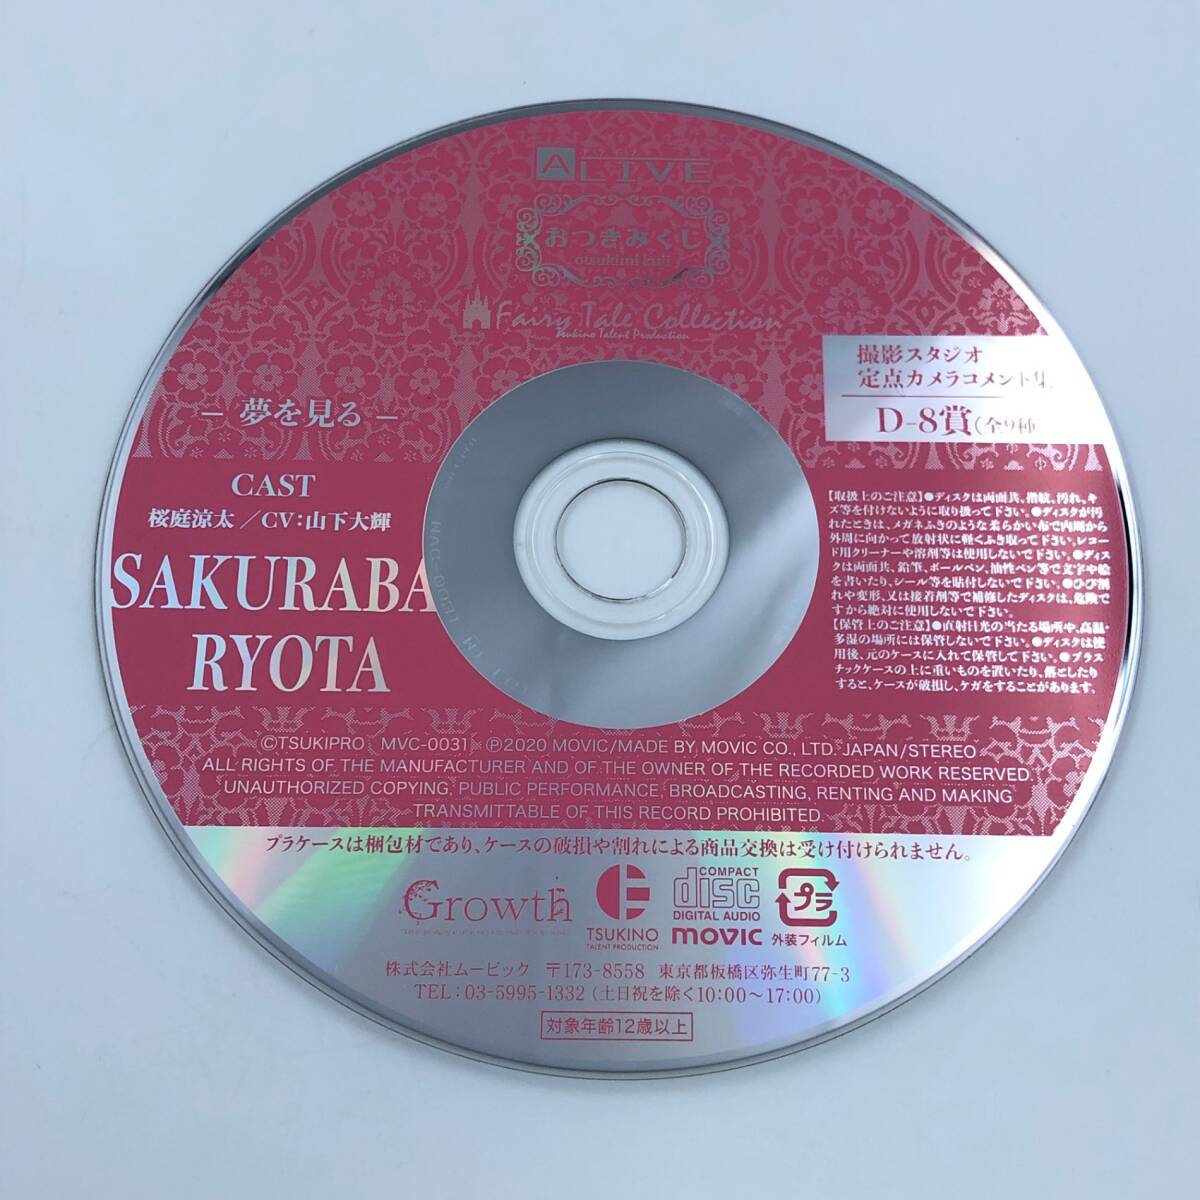 ALIVE
おつきみくじ
otsukimi kuji
Fairy Tale Collection
Tsukino Talent Production
撮影スタジオ
定点カメラコメント集
D-8賞(全9種
– 夢を見る –
CAST
桜庭涼太／CV:山下大輝
SAKURABA
RYOTA
【取扱上のご注意】●ディスクは両面共、指紋、汚れ、キ
ズ等を付けないように取り扱って下さい。●ディスクが汚
れたときは、メガネふきのような柔らかい布で内周から
外周に向かって放射状に軽くふき取って下さい。レコー
ド用クリーナーや溶剤等は使用しないで下さい。●ディス
クは両面共、鉛筆、ボールペン、油性ペン等で文字や絵
を書いたり、シール等を貼付しないで下さい。●ひび割
れや変形、又は接着剤等で補修したディスクは、危険で
すから絶対に使用しないで下さい。
【保管上のご注意】●直射日光の当たる場所や、高温・
多湿の場所には保管しないで下さい。●ディスクは使
用後、元のケースに入れて保管して下さい。●プラス
チックケースの上に重いものを置いたり、落としたり
すると、ケースが破損し、ケガをすることがあります。
©TSUKIPRO MVC-0031 ℗2020 MOVIC/MADE BY MOVIC CO., LTD. JAPAN/STEREO
ALL RIGHTS OF THE MANUFACTURER AND OF THE OWNER OF THE RECORDED WORK RESERVED.
UNAUTHORIZED COPYING, PUBLIC PERFORMANCE, BROADCASTING, RENTING AND MAKING
TRANSMITTABLE OF THIS RECORD PROHIBITED.
プラケースは梱包材であり、ケースの破損や割れによる商品交換は受け付けられません。
Growth
TSUKINO
TALENT PRODUCTION
COMPACT
disc
DIGITAL AUDIO
movic
プラ
外装フィルム
株式会社ムービック 〒173-8558 東京都板橋区弥生町77-3
TEL:03-5995-1332(土日祝を除く10:00〜17:00)
対象年齢12歳以上